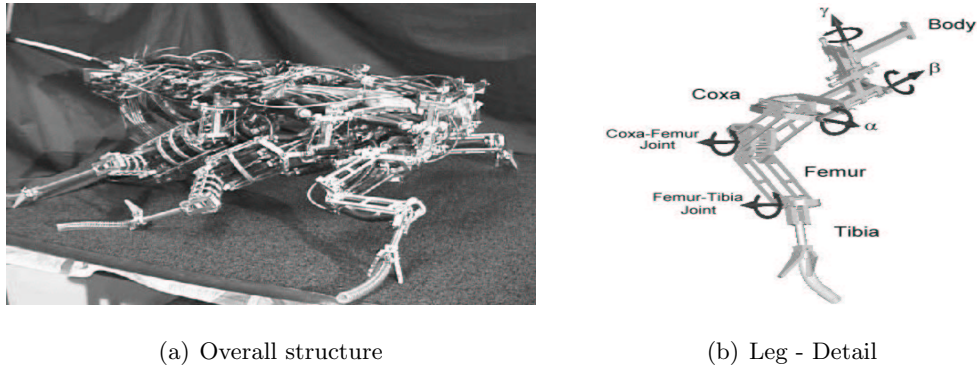 γ
Body
β
Coxa
α
Coxa-Femur
Joint
Femur
Femur-Tibia
Joint
Tibia
(a) Overall structure
(b) Leg - Detail